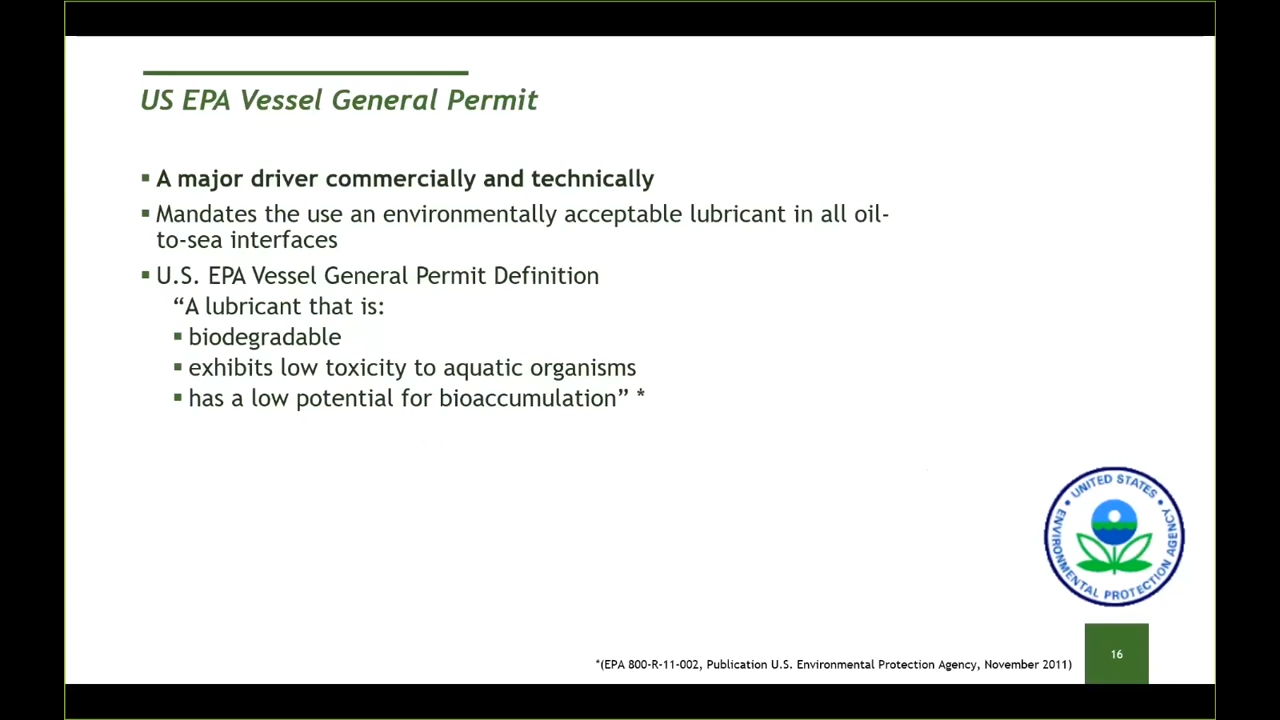 US EPA Vessel General Permit
▪ A major driver commercially and technically
▪ Mandates the use an environmentally acceptable lubricant in all oil-
to-sea interfaces
▪ U.S. EPA Vessel General Permit Definition
“A lubricant that is:
▪ biodegradable
▪ exhibits low toxicity to aquatic organisms
▪ has a low potential for bioaccumulation” *
UNITED STATES
ENVIRONMENTAL PROTECTION AGENCY
*(EPA 800-R-11-002, Publication U.S. Environmental Protection Agency, November 2011)
16